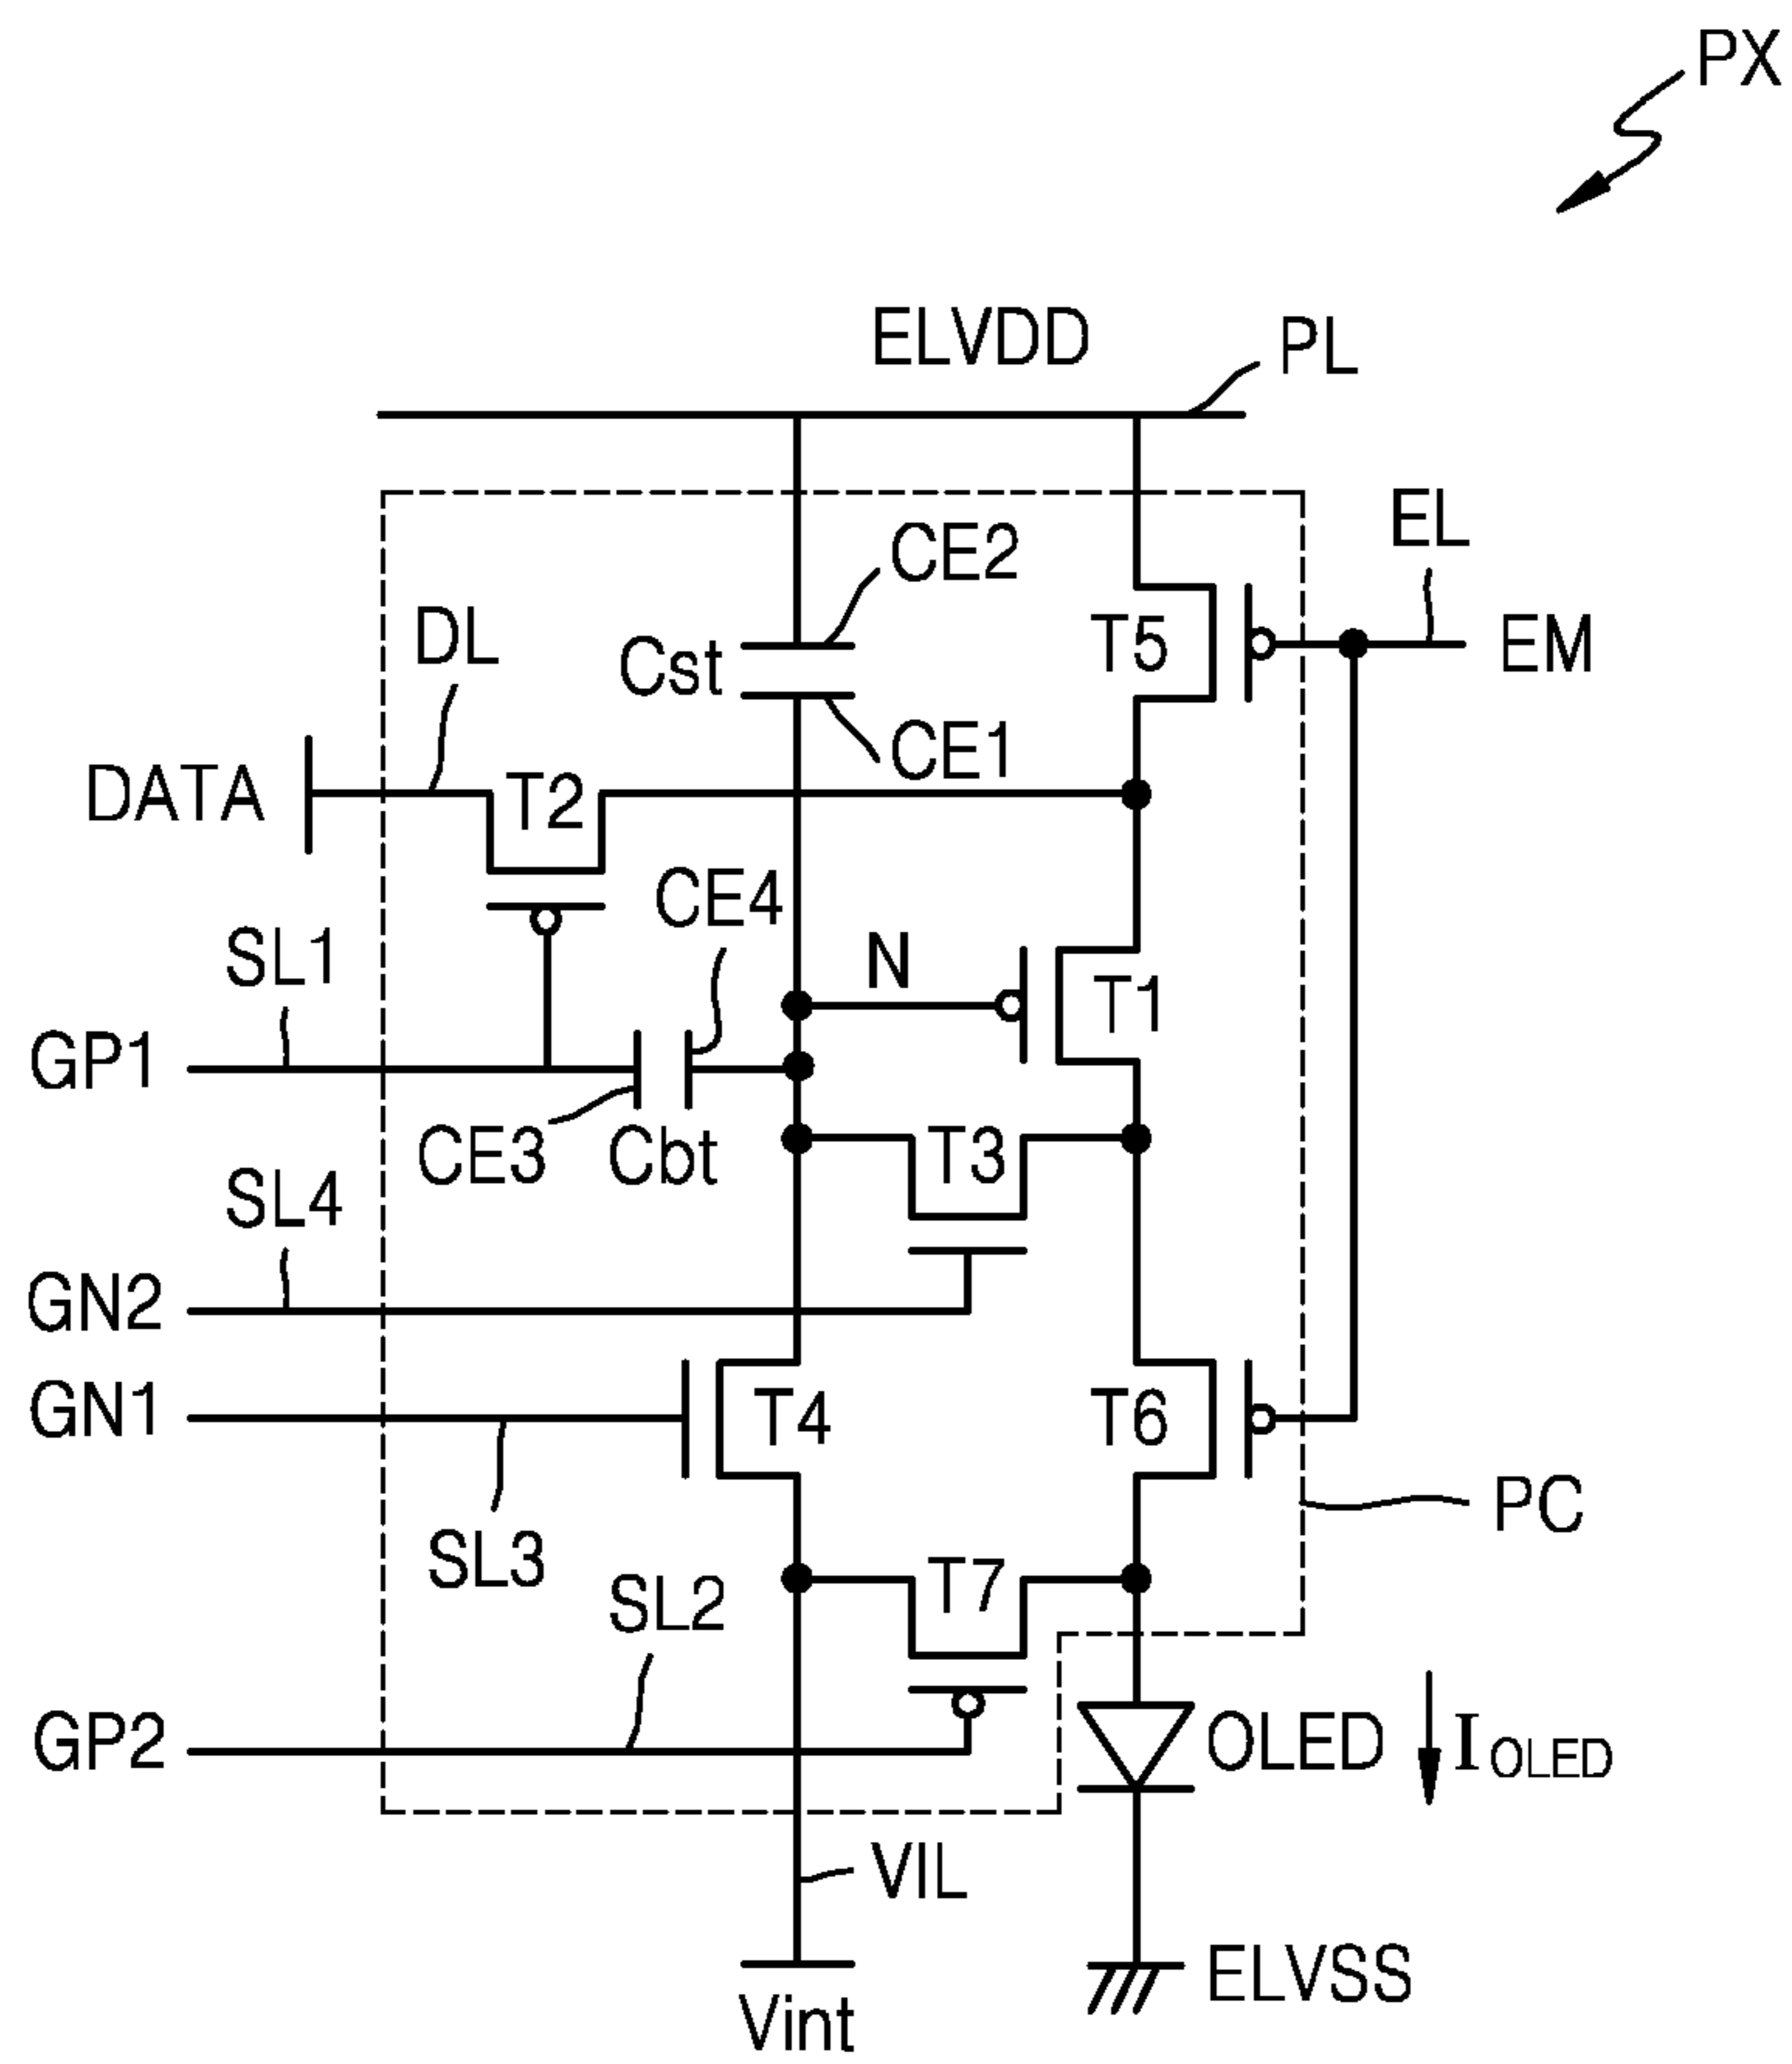 PX
ELVDD
PL
EL
CE2
DL
Cst
T5
EM
CE1
DATA
T2
CE4
SL1
N
T1
GP1
CE3
Cbt
T3
SL4
GN2
GN1
T4
T6
PC
SL3
SL2
T7
GP2
OLED
I OLED
VIL
ELVSS
Vint